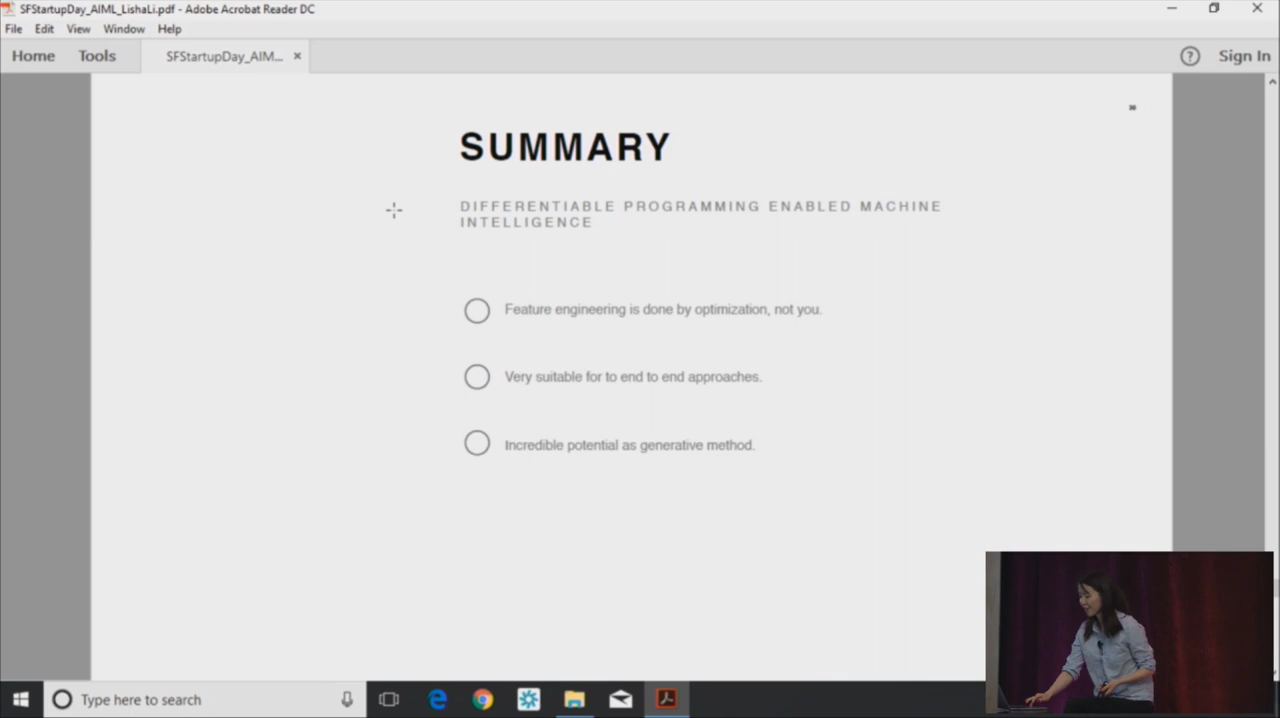 SFStartupDay_AIML_LishaLi.pdf - Adobe Acrobat Reader DC
File Edit View Window Help
Home Tools SFStartupDay_AIM... × ? Sign In
SUMMARY
DIFFERENTIABLE PROGRAMMING ENABLED MACHINE
INTELLIGENCE
Feature engineering is done by optimization, not you.
Very suitable for to end to end approaches.
Incredible potential as generative method.
Type here to search